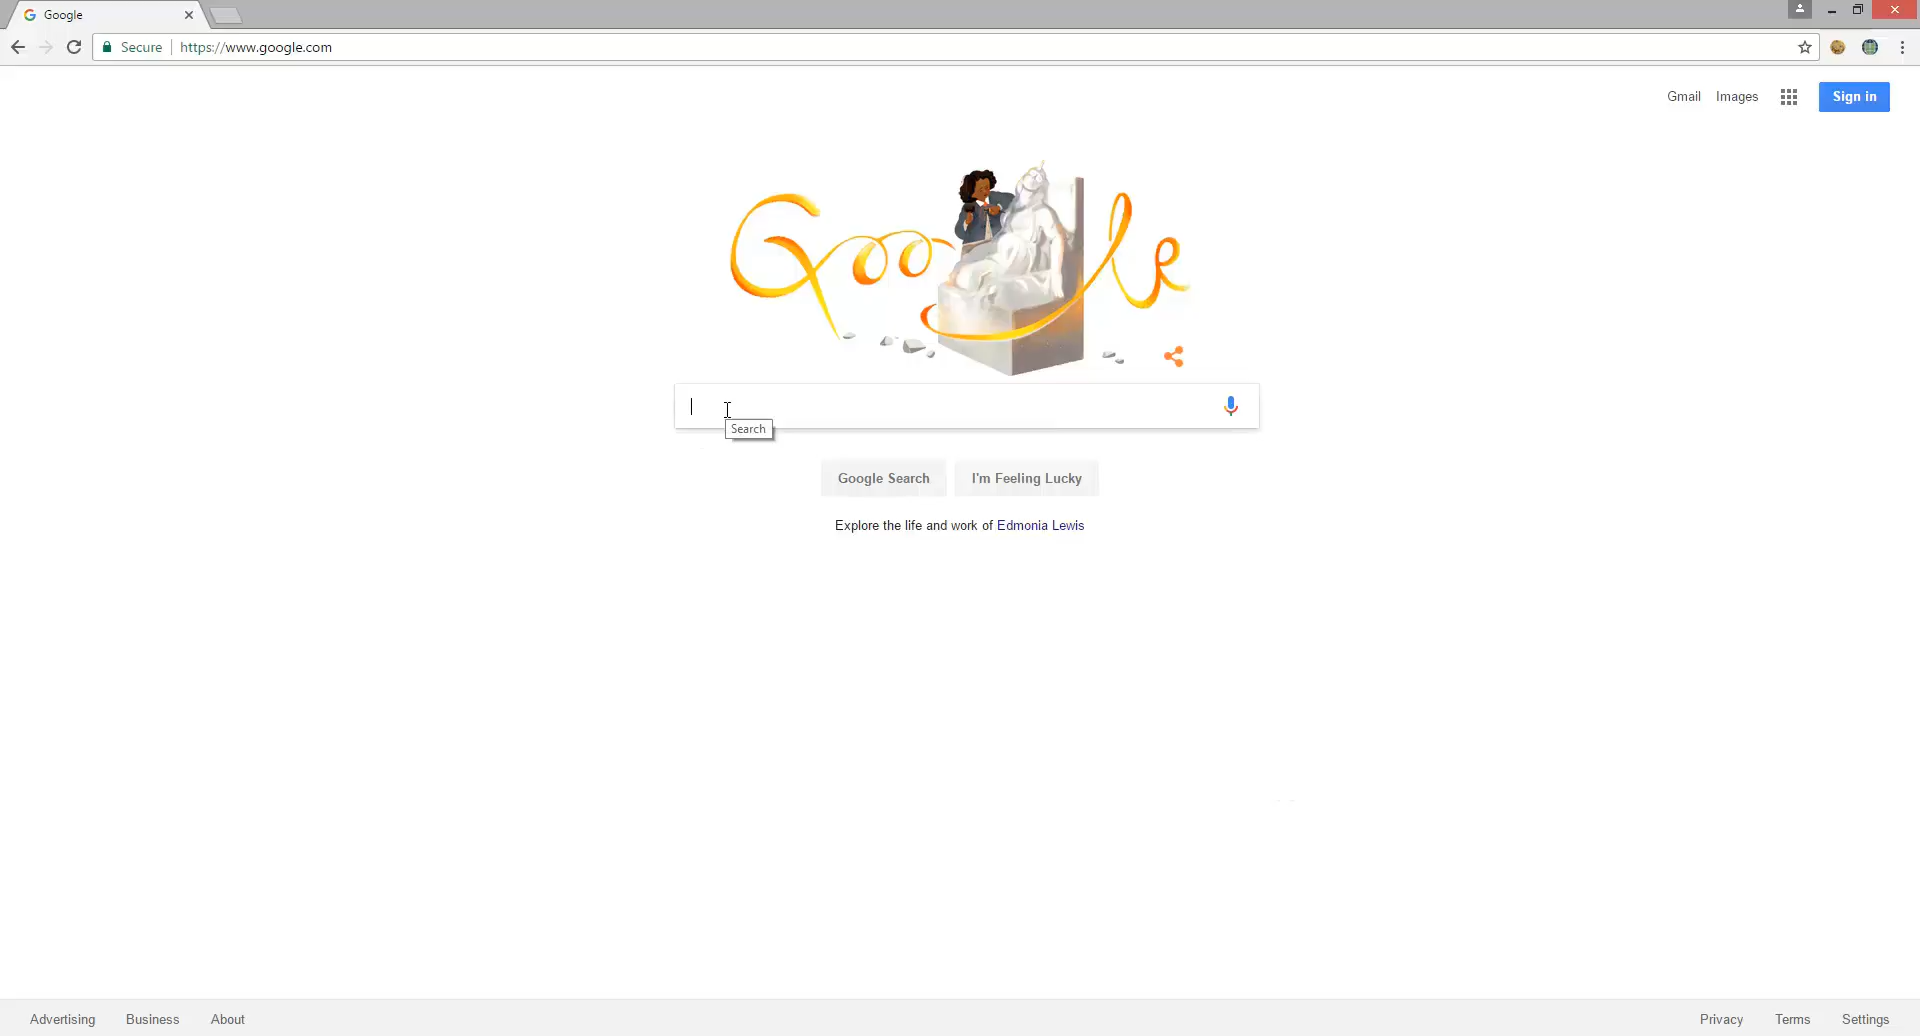 Google
Secure https://www.google.com
Gmail Images Sign in
Google
Search
Google Search I'm Feeling Lucky
Explore the life and work of Edmonia Lewis
Advertising Business About Privacy Terms Settings